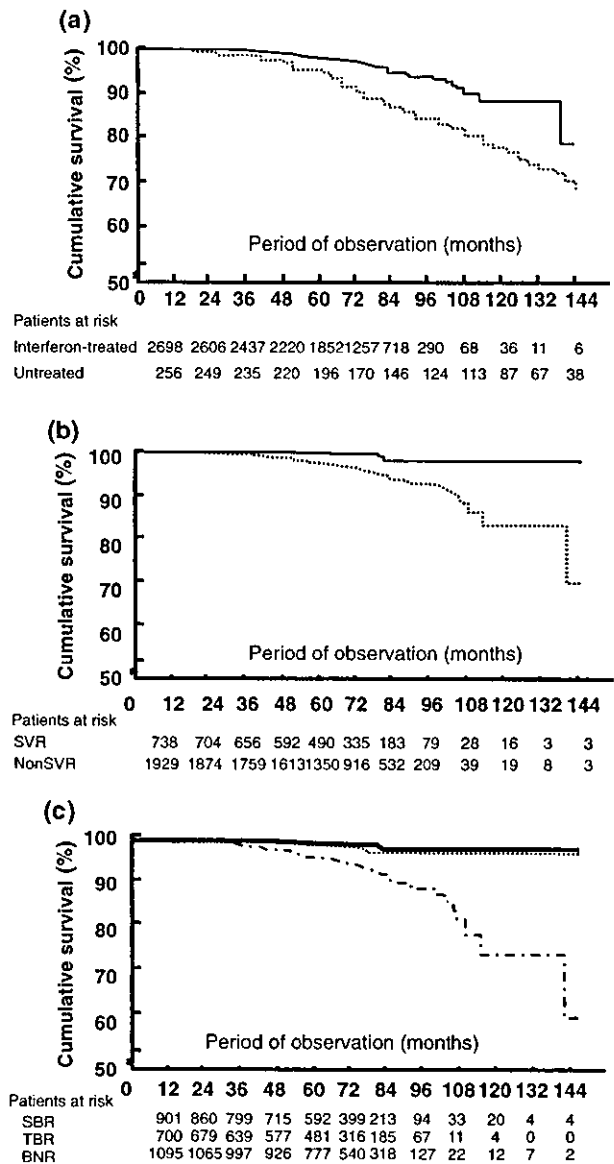 (a)
Cumulative survival (%)
100
90
80
70
60
50
Period of observation (months)
0 12 24 36 48 60 72 84 96 108 120 132 144
Patients at risk
Interferon-treated 2698 2606 2437 2220 1852 1257 718 290 68 36 11 6
Untreated 256 249 235 220 196 170 146 124 113 87 67 38
(b)
Cumulative survival (%)
100
90
80
70
60
50
Period of observation (months)
0 12 24 36 48 60 72 84 96 108 120 132 144
Patients at risk
SVR 738 704 656 592 490 335 183 79 28 16 3 3
NonSVR 1929 1874 1759 1613 1350 916 532 209 39 19 8 3
(c)
Cumulative survival (%)
100
90
80
70
60
50
Period of observation (months)
0 12 24 36 48 60 72 84 96 108 120 132 144
Patients at risk
SBR 901 860 799 715 592 399 213 94 33 20 4 4
TBR 700 679 639 577 481 316 185 67 11 4 0 0
BNR 1095 1065 997 926 777 540 318 127 22 12 7 2